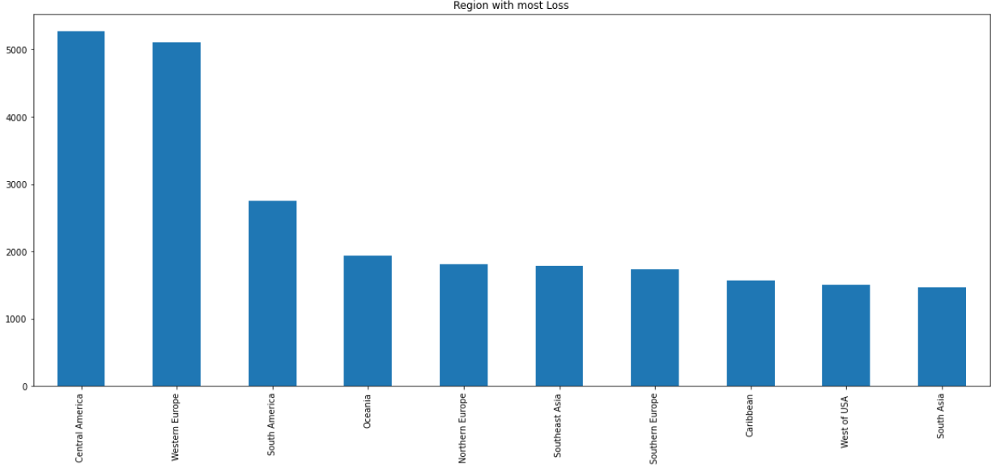 Region with most Loss
5000
4000
3000
2000
1000
0
Central America
Western Europe
South America
Oceania
Northern Europe
Southeast Asia
Southern Europe
Caribbean
West of USA
South Asia